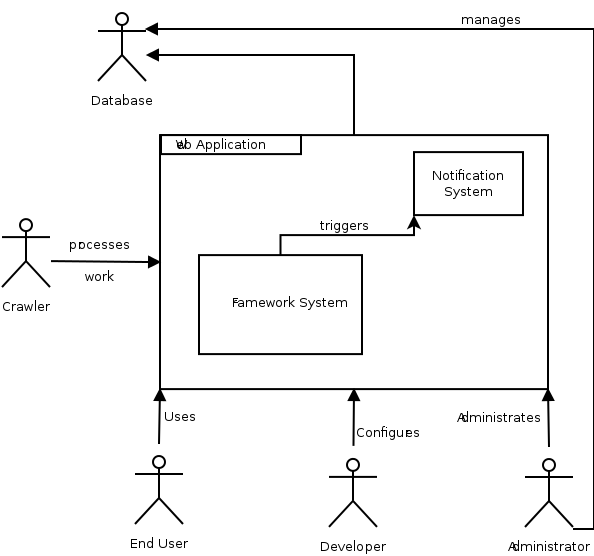 manages
Database
Web Application
Notification
System
triggers
processes
work
Crawler
Framework System
Uses
Configures
Administrates
End User
Developer
Administrator